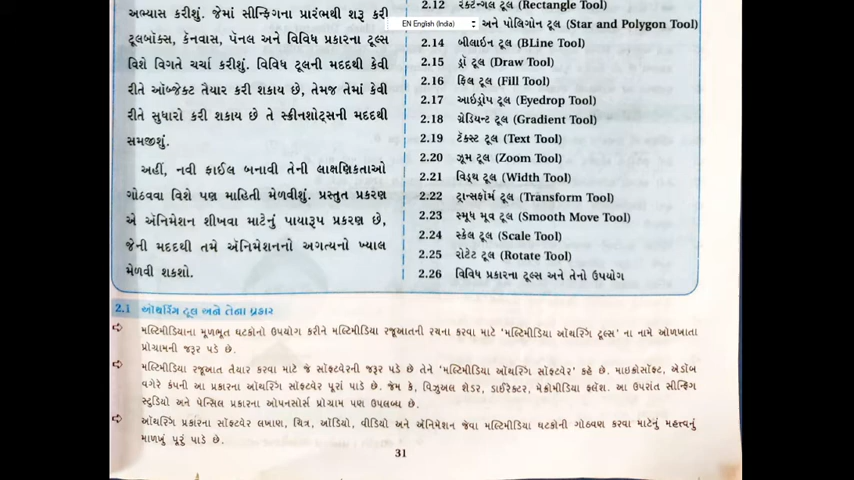 અભ્યાસ કરીશું. જેમાં સીન્ફિગના પ્રારંભથી શરૂ કરી
ટૂલબૉક્સ, કૅનવાસ, પૅનલ અને વિવિધ પ્રકારના ટૂલ્સ
વિશે વિગતે ચર્ચા કરીશું. વિવિધ ટૂલની મદદથી કેવી
રીતે ઑબ્જેક્ટ તૈયાર કરી શકાય છે, તેમજ તેમાં કેવી
રીતે સુધારો કરી શકાય છે તે સ્ક્રીનશોટ્સની મદદથી
સમજીશું.
અહીં, નવી ફાઈલ બનાવી તેની લાક્ષણિકતાઓ
ગોઠવવા વિશે પણ માહિતી મેળવીશું. પ્રસ્તુત પ્રકરણ
એ ઍનિમેશન શીખવા માટેનું પાયારૂપ પ્રકરણ છે,
જેની મદદથી તમે ઍનિમેશનનો અગત્યનો ખ્યાલ
મેળવી શકશો.
2.12 રેક્ટેન્ગલ ટૂલ (Rectangle Tool)
EN English (India)
અને પોલિગોન ટૂલ (Star and Polygon Tool)
2.14 બીલાઇન ટૂલ (BLine Tool)
2.15 ડ્રૉ ટૂલ (Draw Tool)
2.16 ફિલ ટૂલ (Fill Tool)
2.17 આઇડ્રોપ ટૂલ (Eyedrop Tool)
2.18 ગ્રેડિયન્ટ ટૂલ (Gradient Tool)
2.19 ટૅક્સ્ટ ટૂલ (Text Tool)
2.20 ઝૂમ ટૂલ (Zoom Tool)
2.21 વિડ્થ ટૂલ (Width Tool)
2.22 ટ્રાન્સફોર્મ ટૂલ (Transform Tool)
2.23 સ્મૂધ મૂવ ટૂલ (Smooth Move Tool)
2.24 સ્કેલ ટૂલ (Scale Tool)
2.25 રોટેટ ટૂલ (Rotate Tool)
2.26 વિવિધ પ્રકારના ટૂલ્સ અને તેનો ઉપયોગ
2.1 ઑથરિંગ ટૂલ અને તેના પ્રકાર
⇨ મલ્ટિમીડિયાના મૂળભૂત ઘટકોનો ઉપયોગ કરીને મલ્ટિમીડિયા રજૂઆતની રચના કરવા માટે ‘મલ્ટિમીડિયા ઑથરિંગ ટૂલ્સ’ ના નામે ઓળખાતા
પ્રોગ્રામની જરૂર પડે છે.
⇨ મલ્ટિમીડિયા રજૂઆત તૈયાર કરવા માટે જે સૉફ્ટવેરની જરૂર પડે છે તેને ‘મલ્ટિમીડિયા ઑથરિંગ સૉફ્ટવેર’ કહે છે. માઇક્રોસૉફ્ટ, એડૉબ
વગેરે કંપની આ પ્રકારના ઑથરિંગ સૉફ્ટવેર પૂરાં પાડે છે. જેમ કે, વિઝુઅલ શેડર, ડાઈરેક્ટર, મેક્રોમીડિયા ફ્લૅશ. આ ઉપરાંત સીન્ફિગ
સ્ટુડિયો અને પેન્સિલ પ્રકારના ઓપનસોર્સ પ્રોગ્રામ પણ ઉપલબ્ધ છે.
⇨ ઑથરિંગ પ્રકારના સૉફ્ટવેર લખાણ, ચિત્ર, ઑડિયો, વીડિયો અને ઍનિમેશન જેવા મલ્ટિમીડિયા ઘટકોની ગોઠવણ કરવા માટેનું મહત્ત્વનું
માળખું પૂરું પાડે છે.
31